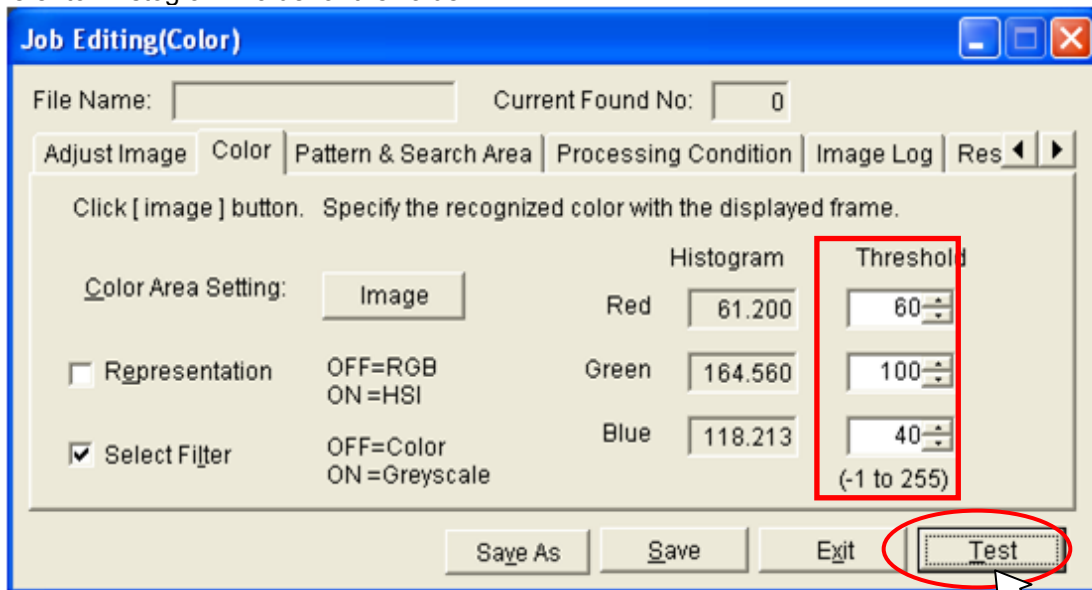 Job Editing(Color)
File Name: Current Found No: 0
Adjust Image Color Pattern & Search Area Processing Condition Image Log Res
Click [ image ] button. Specify the recognized color with the displayed frame.
Histogram Threshold
Color Area Setting: Image Red 61.200 60
Representation OFF=RGB Green 164.560 100
ON =HSI
Select Filter OFF=Color Blue 118.213 40
ON =Greyscale (-1 to 255)
Save As Save Exit Test